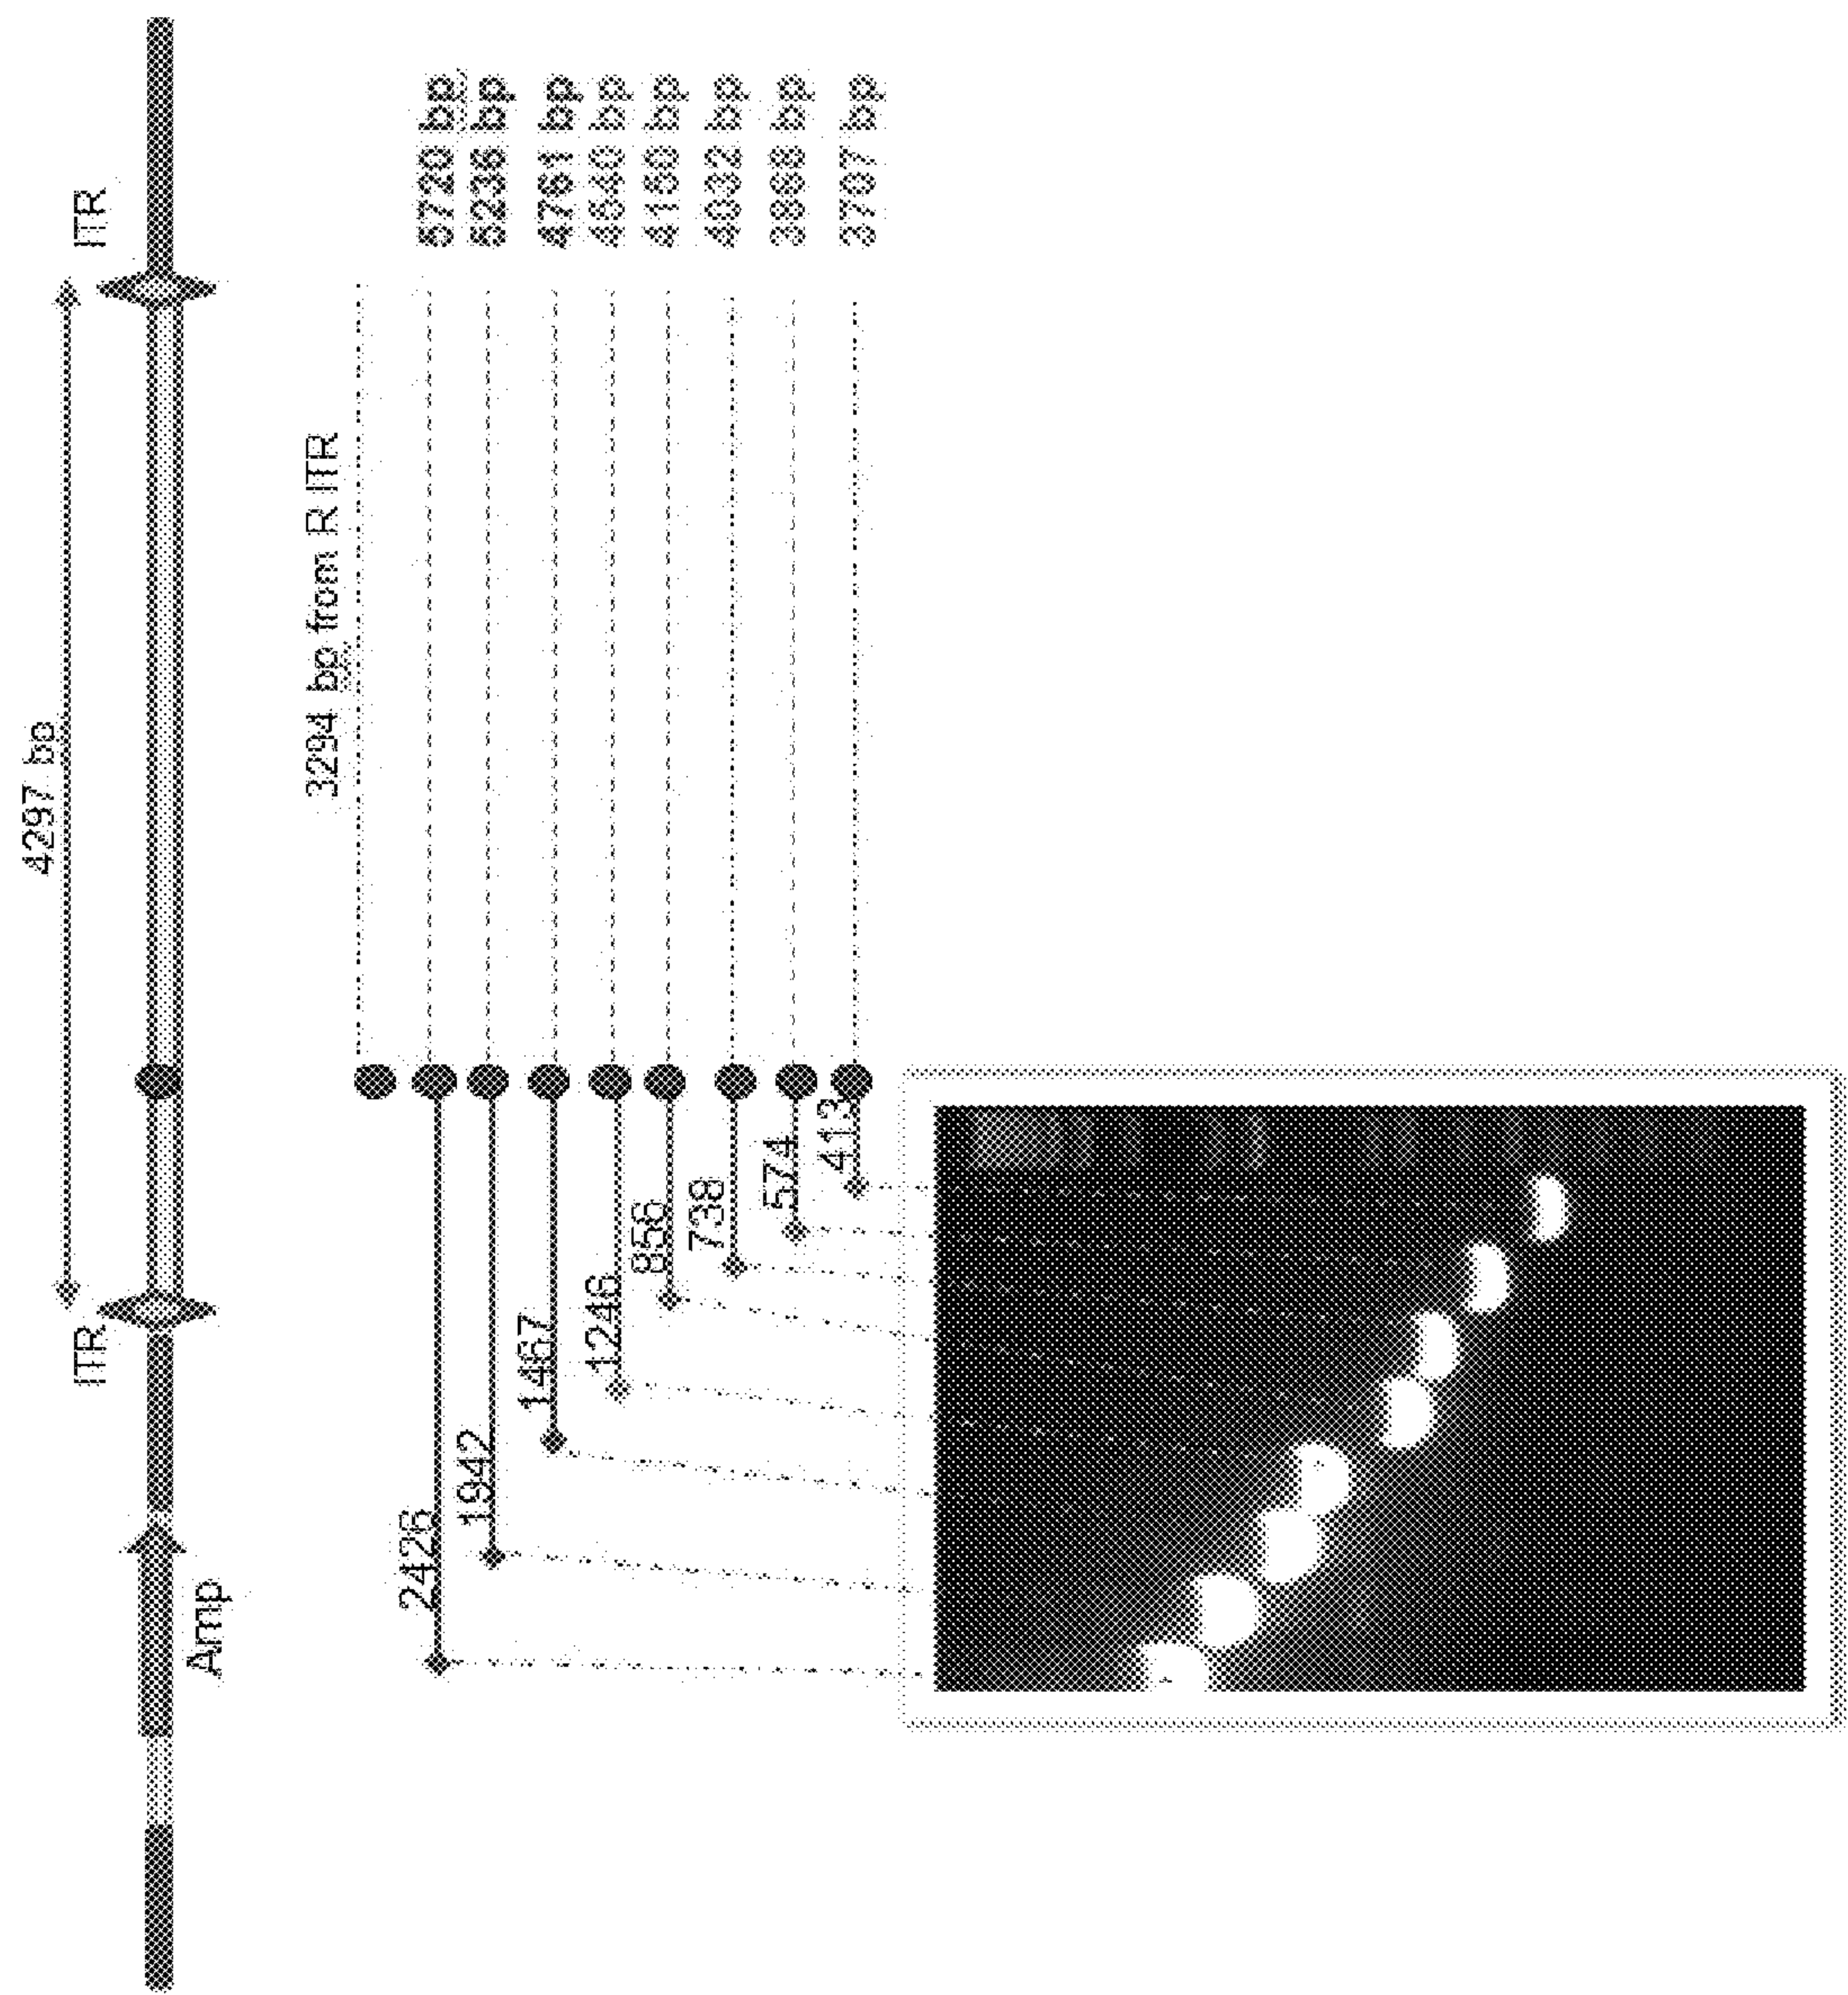 4297 bp
ITR
ITR
Amp
3294 bp from R ITR
2426
5720 bp
1942
5236 bp
1467
4761 bp
1246
4540 bp
856
4150 bp
738
4032 bp
574
3868 bp
413
3707 bp